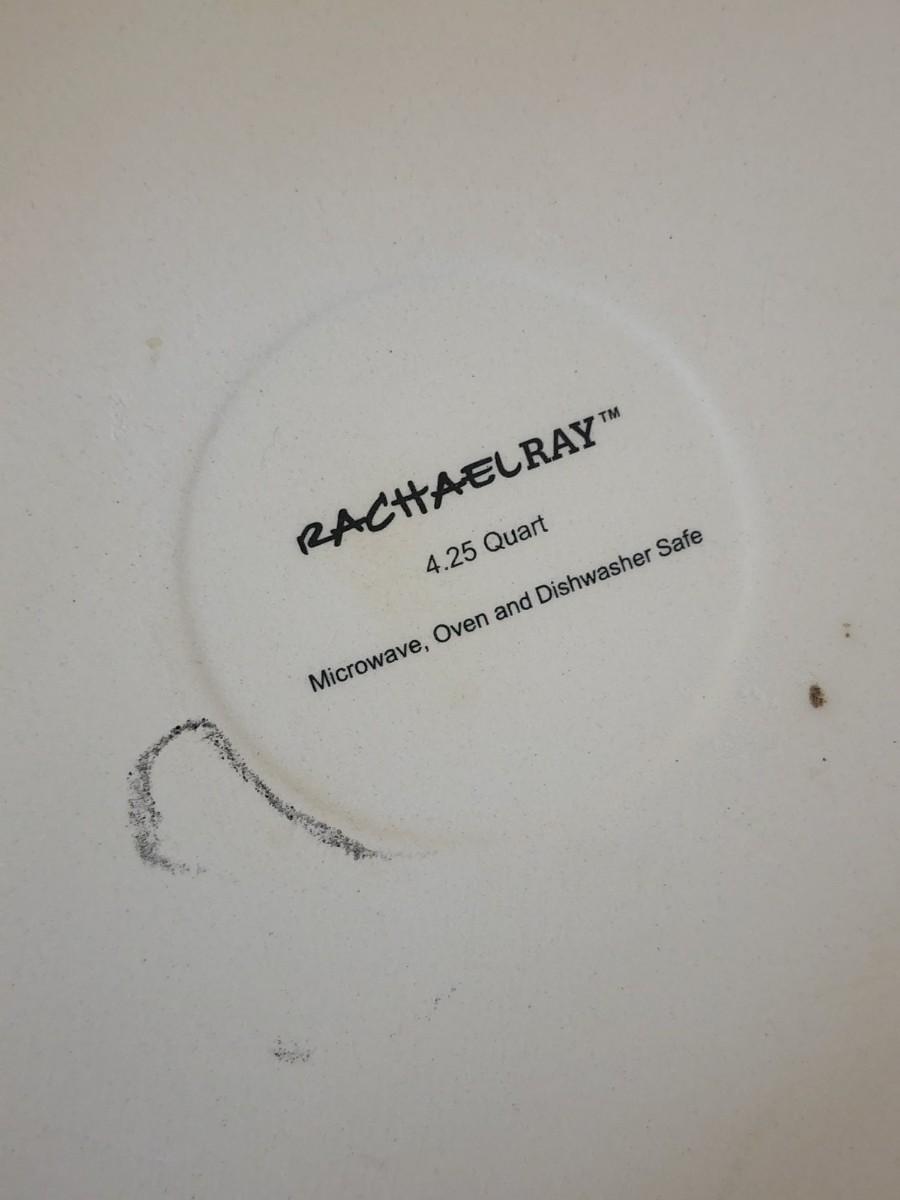 RACHAELRAY™
4.25 Quart
Microwave, Oven and Dishwasher Safe